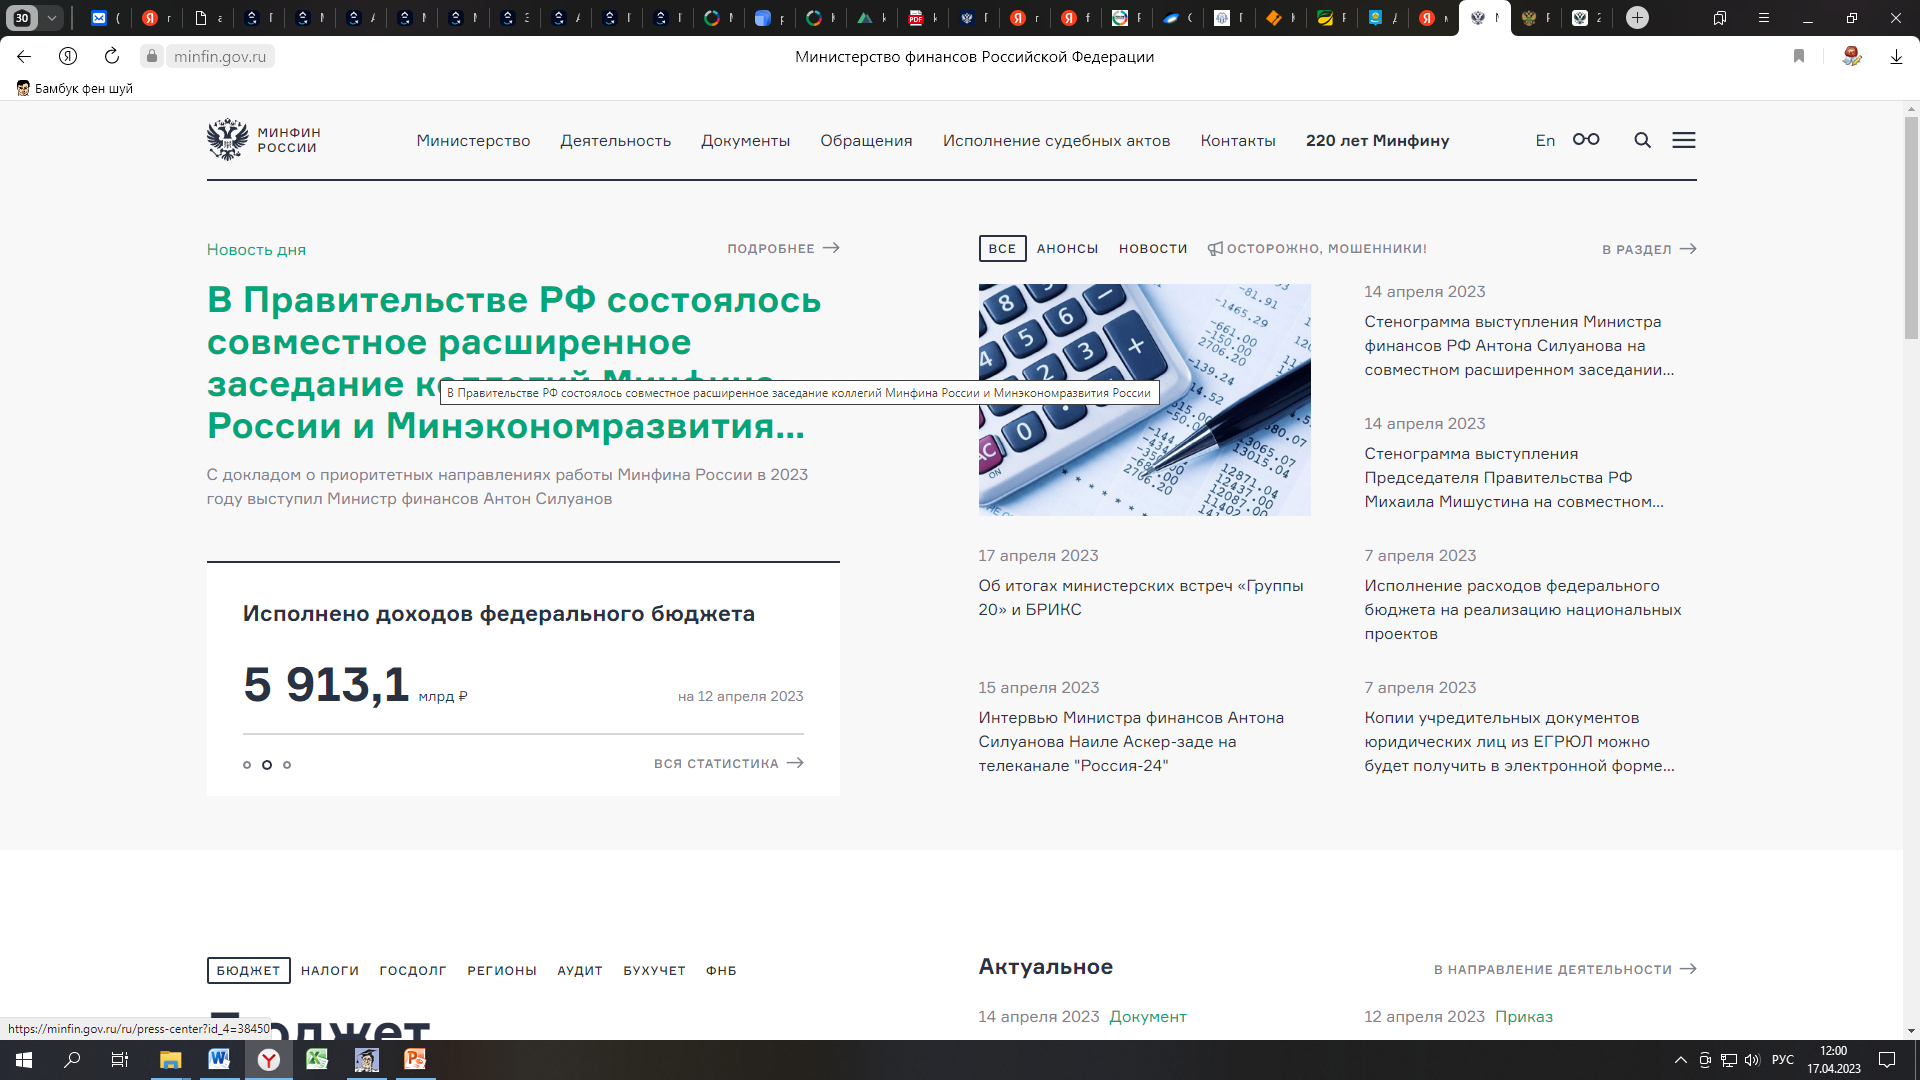 30
minfin.gov.ru
Министерство финансов Российской Федерации
Бамбук фен шуй
МИНФИН
РОССИИ
Министерство
Деятельность
Документы
Обращения
Исполнение судебных актов
Контакты
220 лет Минфину
En
Новость дня
ПОДРОБНЕЕ
В Правительстве РФ состоялось
совместное расширенное
заседание коллегий Минфина
России и Минэкономразвития...
В Правительстве РФ состоялось совместное расширенное заседание коллегий Минфина России и Минэкономразвития России
С докладом о приоритетных направлениях работы Минфина России в 2023
году выступил Министр финансов Антон Силуанов
Исполнено доходов федерального бюджета
5 913,1 млрд ₽
на 12 апреля 2023
ВСЯ СТАТИСТИКА
ВСЕ
АНОНСЫ
НОВОСТИ
ОСТОРОЖНО, МОШЕННИКИ!
В РАЗДЕЛ
14 апреля 2023
Стенограмма выступления Министра
финансов РФ Антона Силуанова на
совместном расширенном заседании...
14 апреля 2023
Стенограмма выступления
Председателя Правительства РФ
Михаила Мишустина на совместном...
17 апреля 2023
Об итогах министерских встреч «Группы
20» и БРИКС
7 апреля 2023
Исполнение расходов федерального
бюджета на реализацию национальных
проектов
15 апреля 2023
Интервью Министра финансов Антона
Силуанова Наиле Аскер-заде на
телеканале "Россия-24"
7 апреля 2023
Копии учредительных документов
юридических лиц из ЕГРЮЛ можно
будет получить в электронной форме...
БЮДЖЕТ
НАЛОГИ
ГОСДОЛГ
РЕГИОНЫ
АУДИТ
БУХУЧЕТ
ФНБ
Бюджет
Актуальное
В НАПРАВЛЕНИЕ ДЕЯТЕЛЬНОСТИ
14 апреля 2023 Документ
12 апреля 2023 Приказ
https://minfin.gov.ru/ru/press-center?id_4=38450
РУС
12:00
17.04.2023